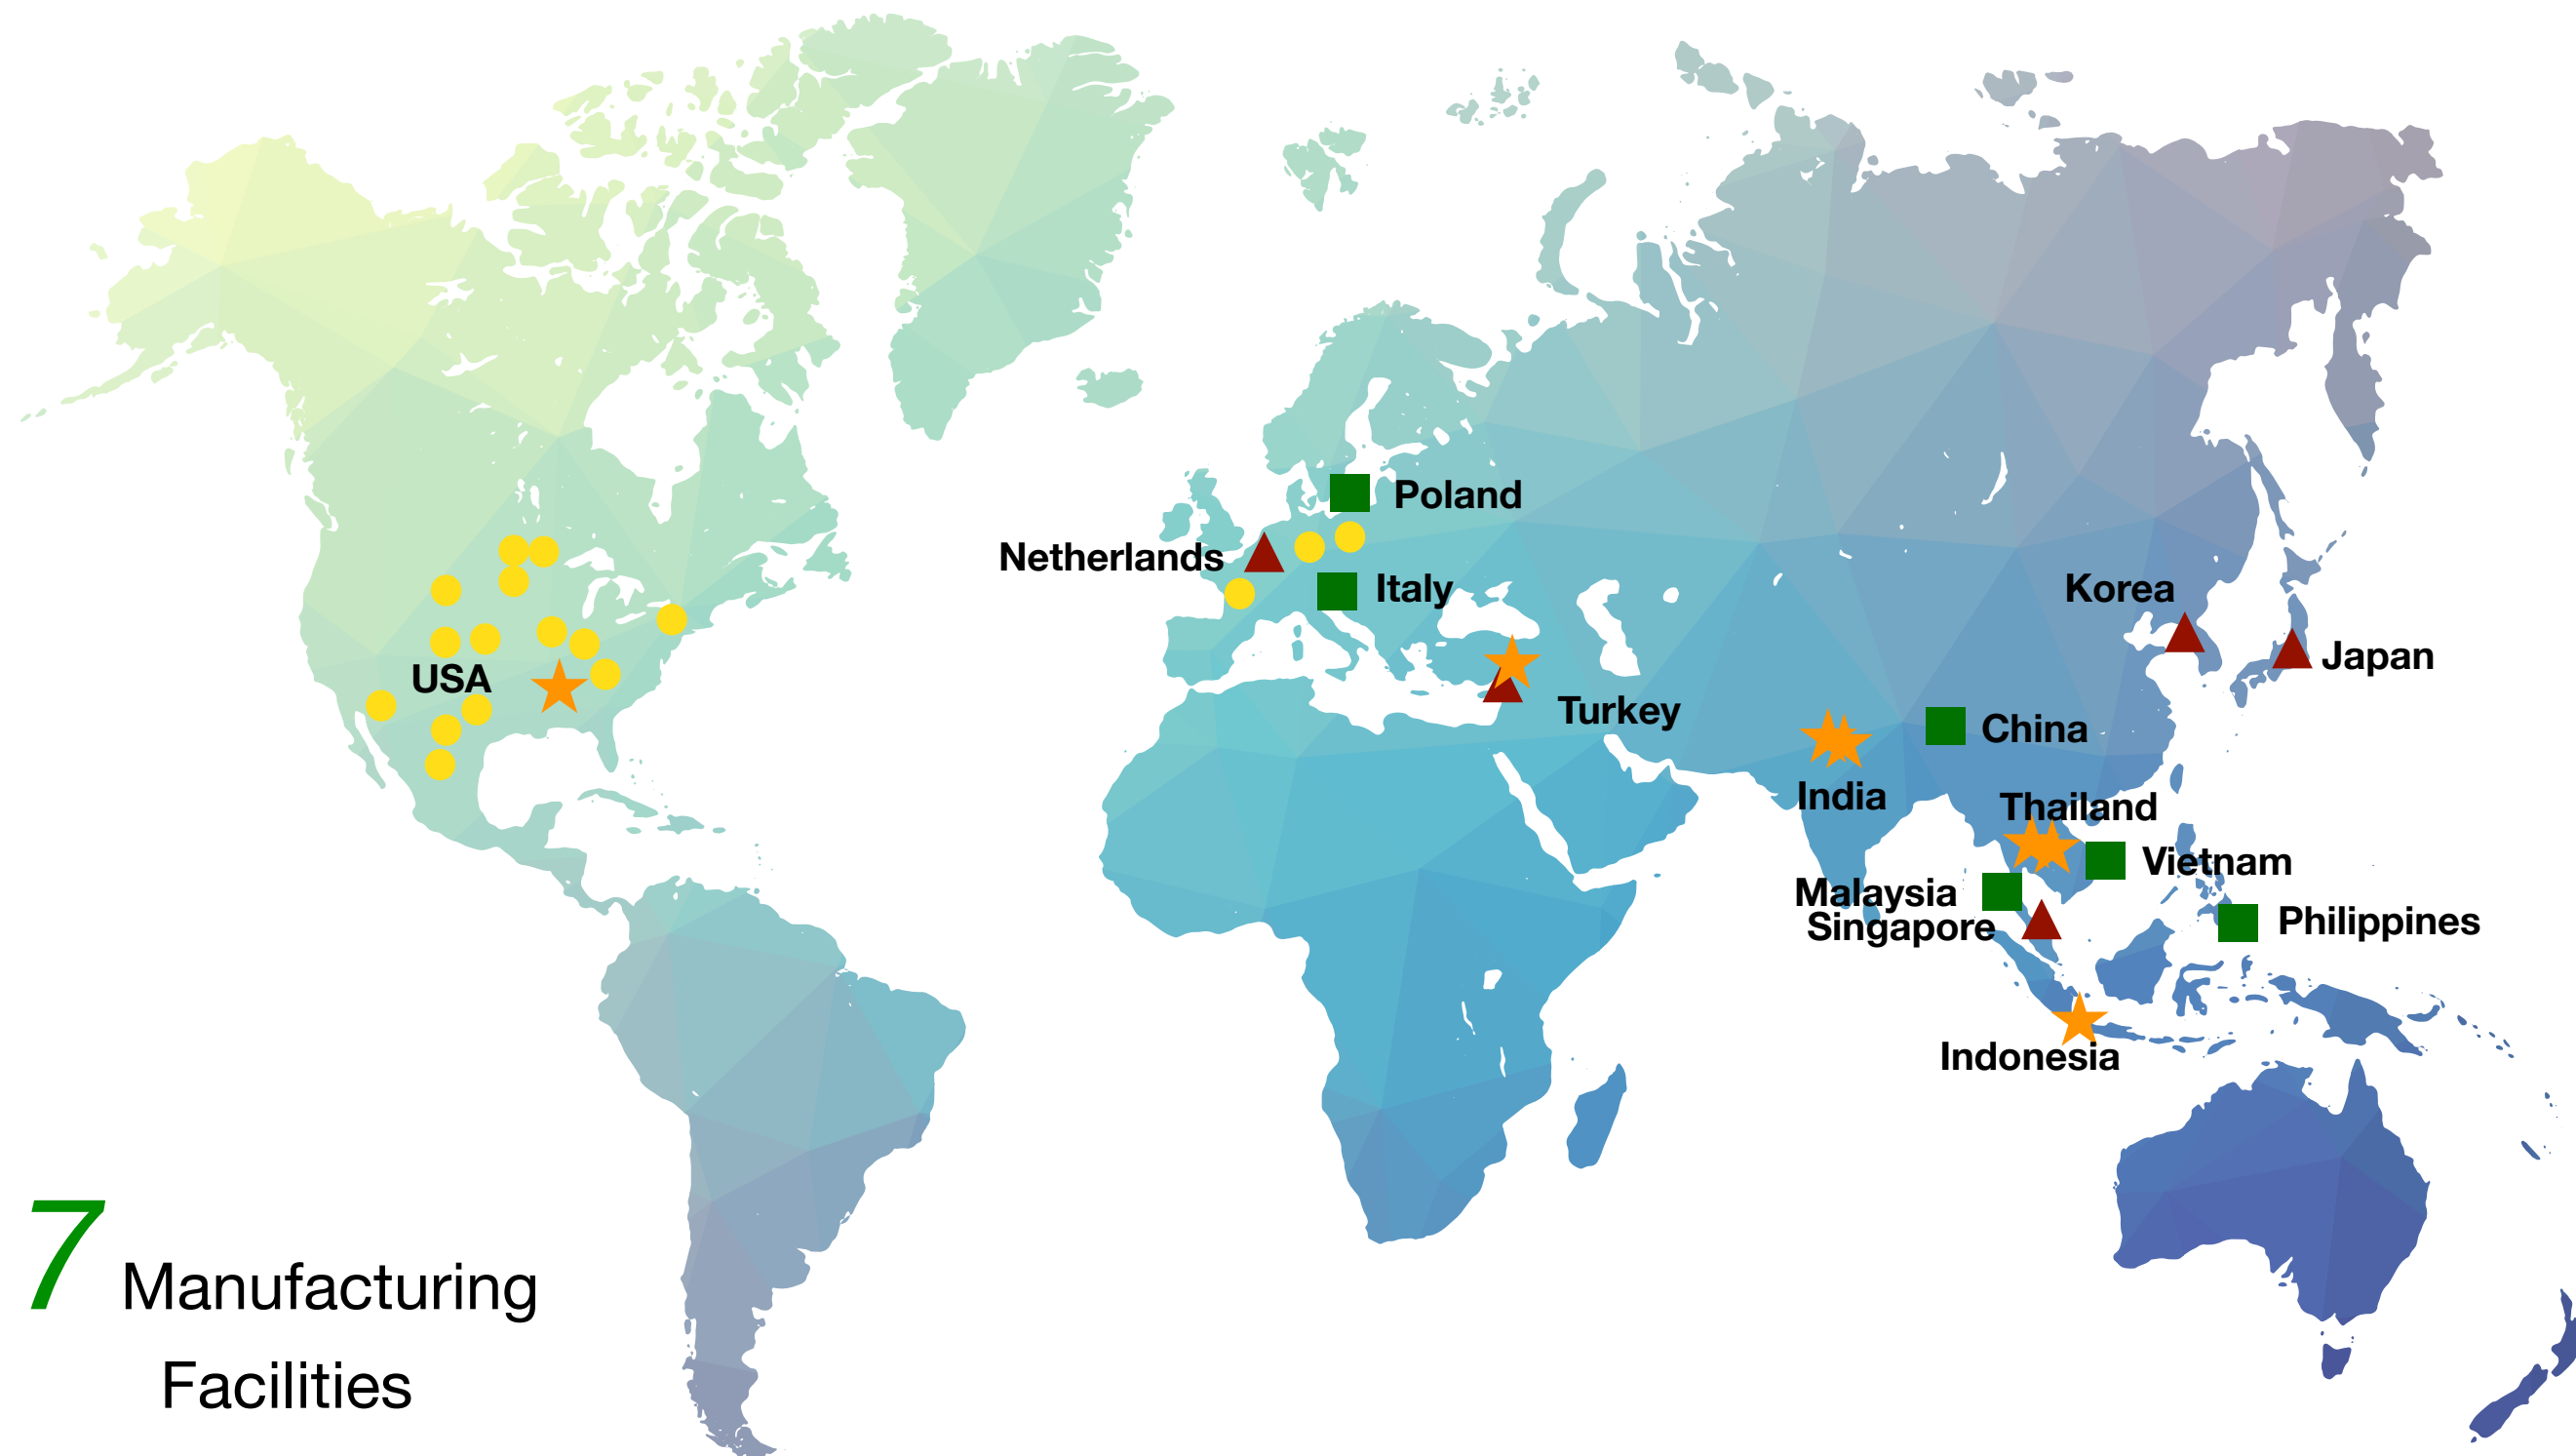 Poland
Netherlands
Italy
Korea
Japan
USA
Turkey
China
India
Thailand
Vietnam
Malaysia
Singapore
Philippines
Indonesia
7 Manufacturing
Facilities